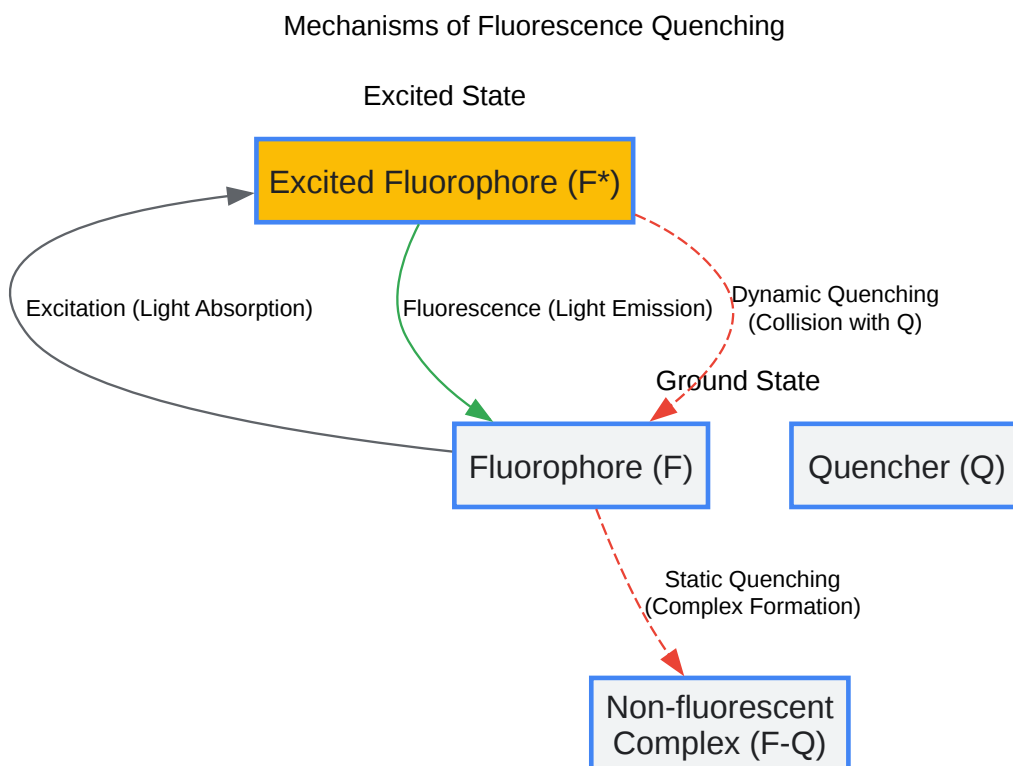 Mechanisms of Fluorescence Quenching
Excited State
Excited Fluorophore (F*)
Excitation (Light Absorption)
Fluorescence (Light Emission)
Dynamic Quenching
(Collision with Q)
Ground State
Fluorophore (F)
Quencher (Q)
Static Quenching
(Complex Formation)
Non-fluorescent
Complex (F-Q)